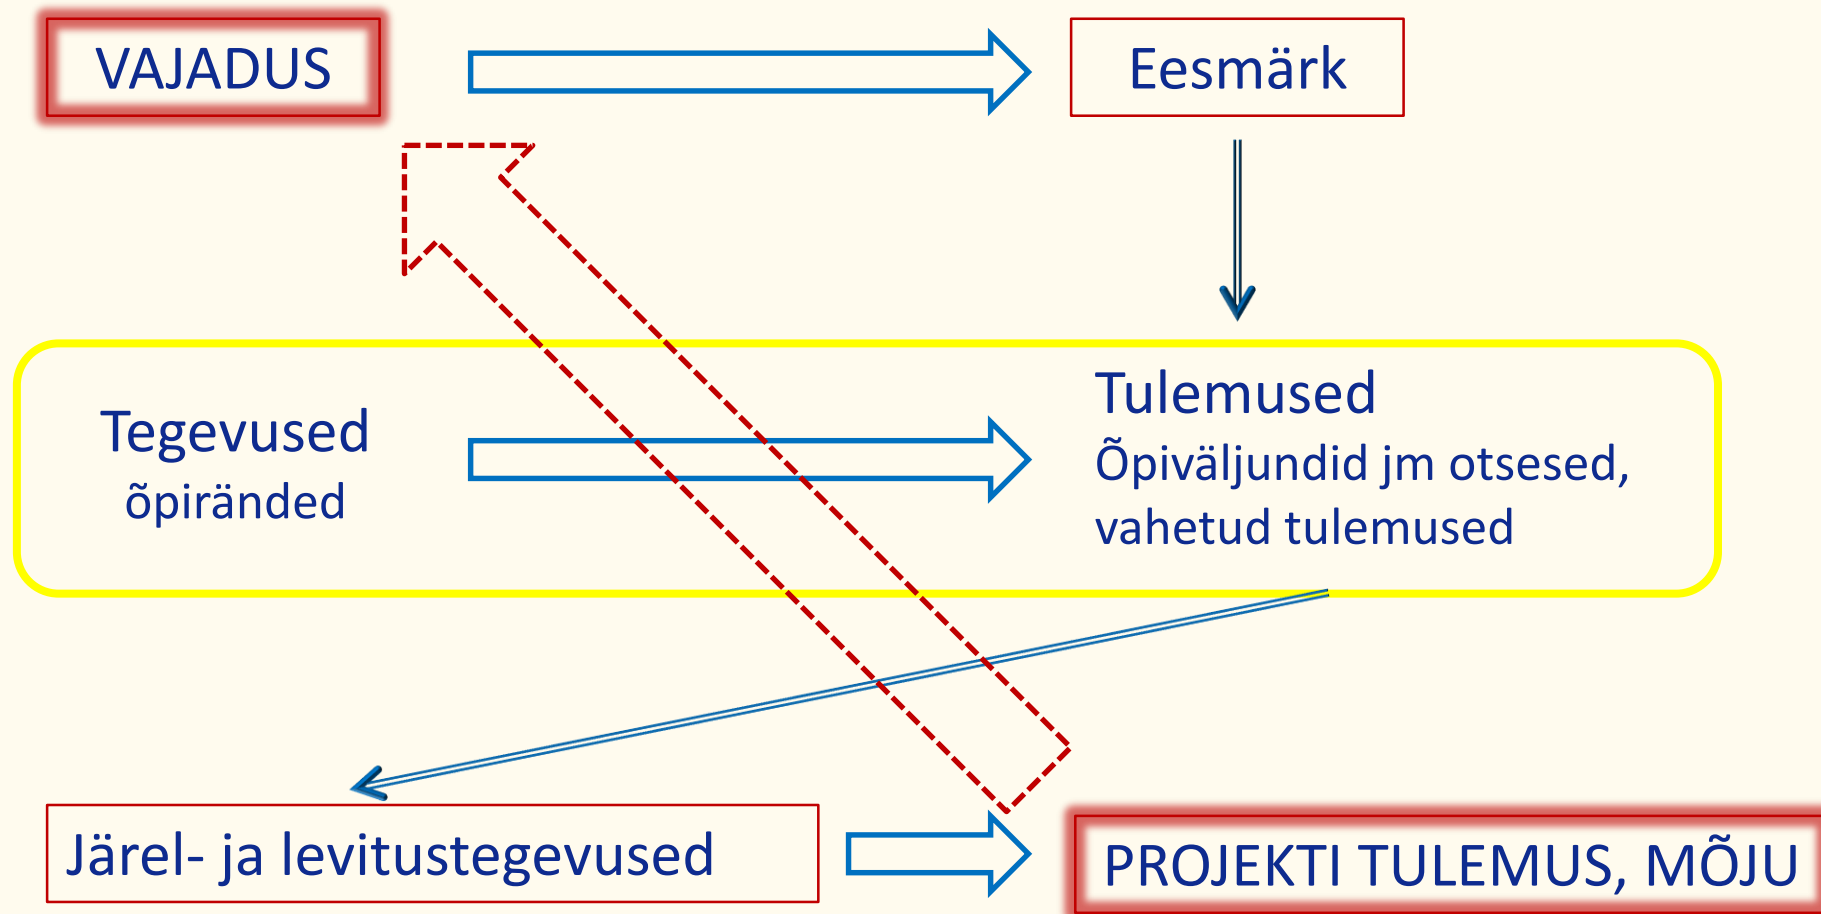 VAJADUS
Eesmärk
Tegevused
õpiränded
Tulemused
Õpiväljundid jm otsesed,
vahetud tulemused
Järel- ja levitustegevused
PROJEKTI TULEMUS, MÕJU